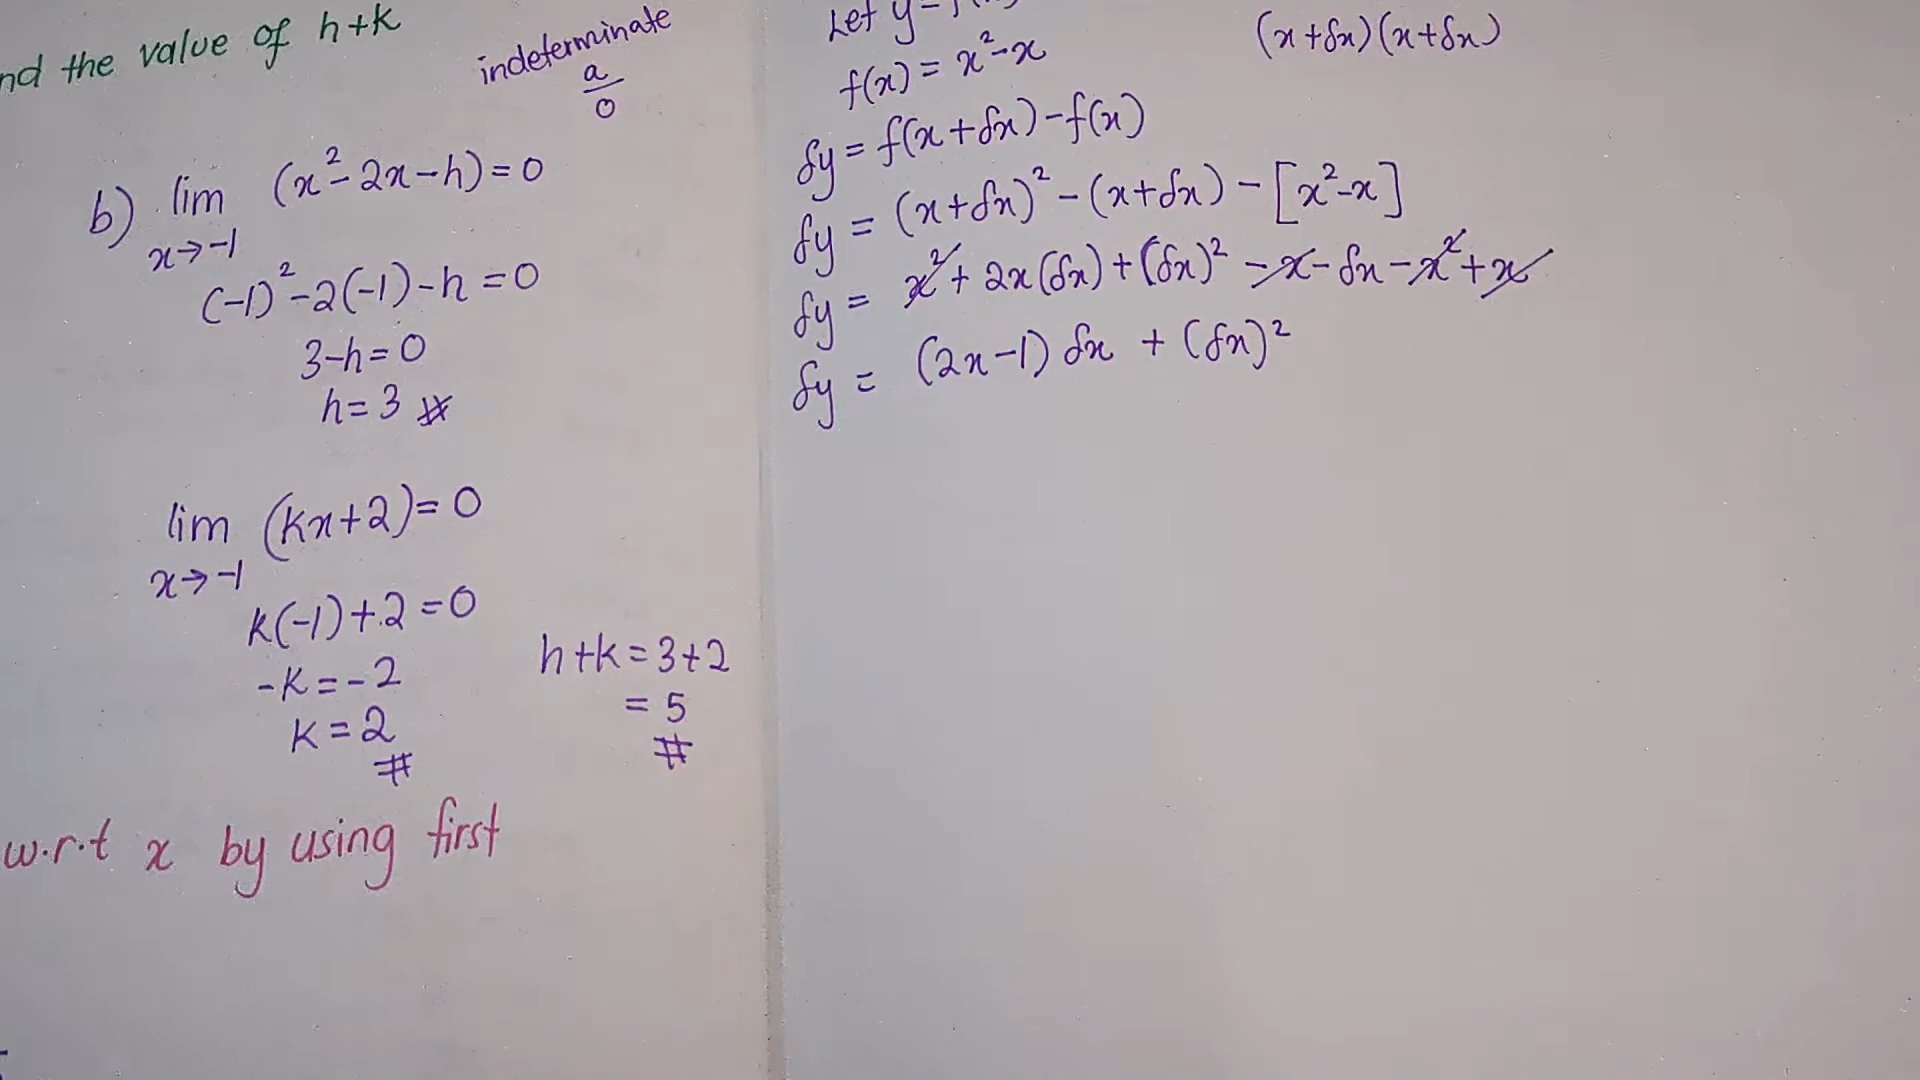 the value of h+k
indeterminate
a/0
b) lim (x²-2x-h)=0
x→-1
(-1)²-2(-1)-h=0
3-h=0
h=3 #
lim (kx+2)=0
x→-1
k(-1)+2=0
-k=-2
k=2
#
h+k=3+2
=5
#
w.r.t x by using first
Let y=
f(x)=x²-x
(x+δx)(x+δx)
δy=f(x+δx)-f(x)
δy=(x+δx)²-(x+δx)-[x²-x]
δy=x²+2x(δx)+(δx)²-x-δx-x²+x
δy=(2x-1)δx+(δx)²